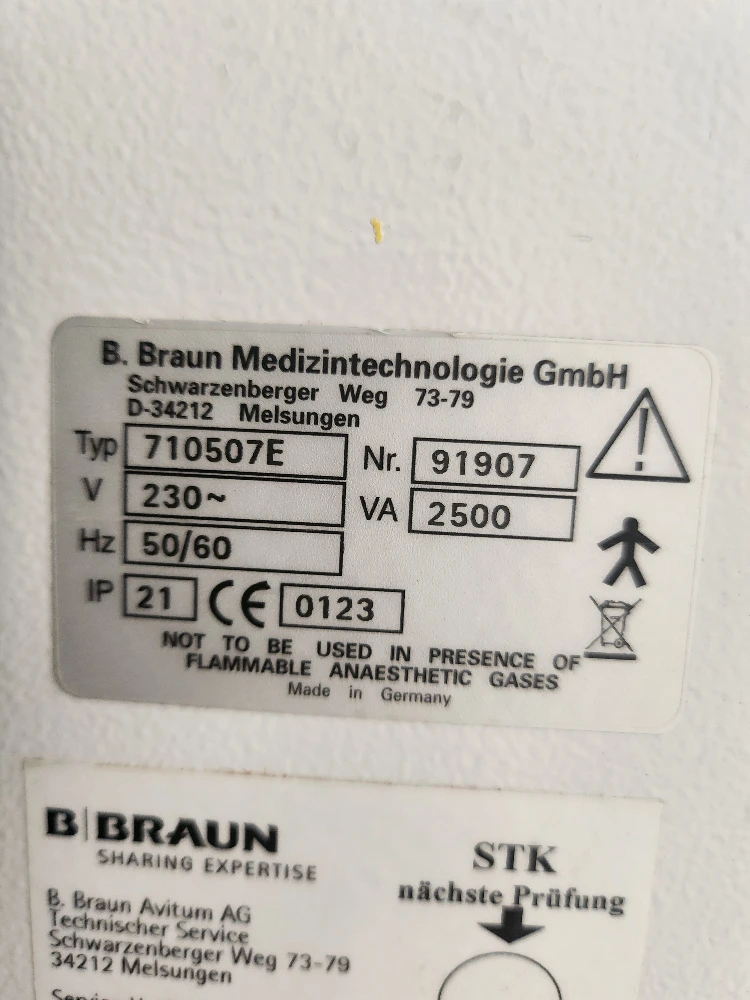 B. Braun Medizintechnologie GmbH
Schwarzenberger Weg 73-79
D-34212 Melsungen
Typ 710507E Nr. 91907
V 230~ VA 2500
Hz 50/60
IP 21 CE 0123
NOT TO BE USED IN PRESENCE OF
FLAMMABLE ANAESTHETIC GASES
Made in Germany
B|BRAUN
SHARING EXPERTISE
B. Braun Avitum AG
Technischer Service
Schwarzenberger Weg 73-79
34212 Melsungen
STK
nächste Prüfung